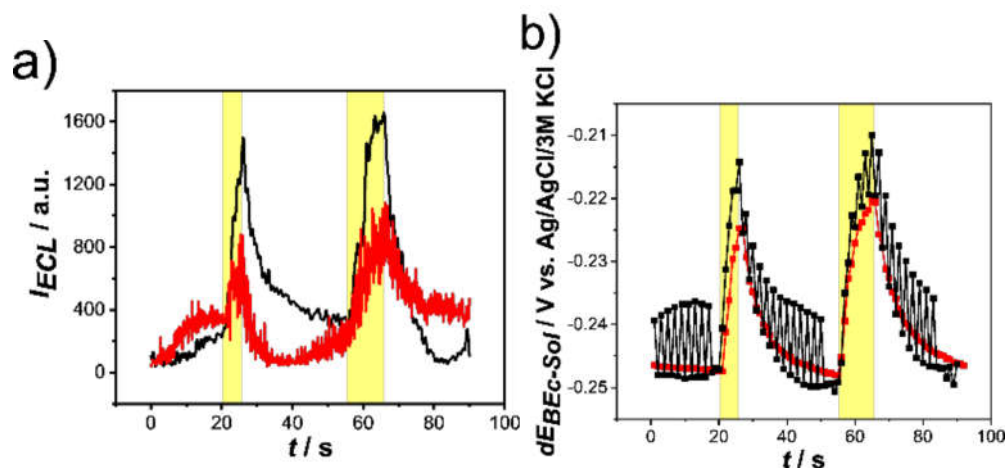 a)
I_ECL / a.u.
1600
1200
800
400
0
0 20 40 60 80 100
t / s
b)
dE_BEc-Sol / V vs. Ag/AgCl/3M KCl
-0.21
-0.22
-0.23
-0.24
-0.25
0 20 40 60 80 100
t / s